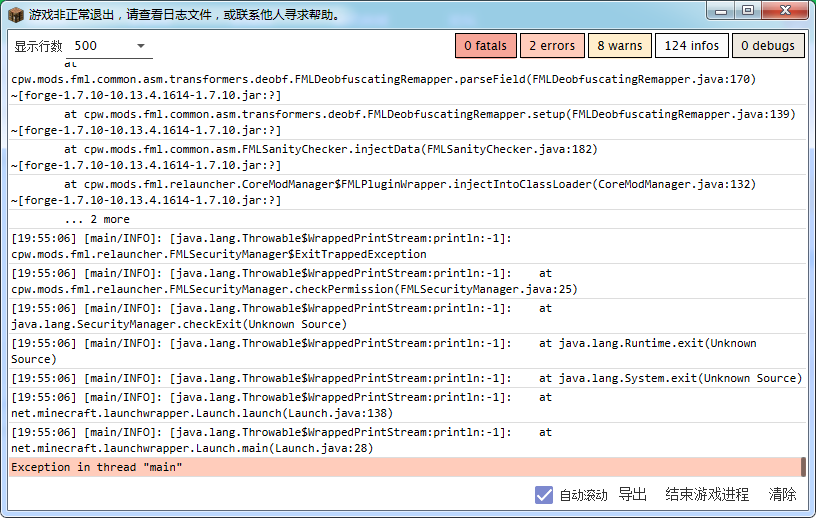 游戏非正常退出，请查看日志文件，或联系他人寻求帮助。
显示行数 500 0 fatals 2 errors 8 warns 124 infos 0 debugs
at
cpw.mods.fml.common.asm.transformers.deobf.FMLDeobfuscatingRemapper.parseField(FMLDeobfuscatingRemapper.java:170)
~[forge-1.7.10-10.13.4.1614-1.7.10.jar:?]
at cpw.mods.fml.common.asm.transformers.deobf.FMLDeobfuscatingRemapper.setup(FMLDeobfuscatingRemapper.java:139)
~[forge-1.7.10-10.13.4.1614-1.7.10.jar:?]
at cpw.mods.fml.common.asm.FMLSanityChecker.injectData(FMLSanityChecker.java:182)
~[forge-1.7.10-10.13.4.1614-1.7.10.jar:?]
at cpw.mods.fml.relauncher.CoreModManager$FMLPluginWrapper.injectIntoClassLoader(CoreModManager.java:132)
~[forge-1.7.10-10.13.4.1614-1.7.10.jar:?]
... 2 more
[19:55:06] [main/INFO]: [java.lang.Throwable$WrappedPrintStream:println:-1]:
cpw.mods.fml.relauncher.FMLSecurityManager$ExitTrappedException
[19:55:06] [main/INFO]: [java.lang.Throwable$WrappedPrintStream:println:-1]: at
cpw.mods.fml.relauncher.FMLSecurityManager.checkPermission(FMLSecurityManager.java:25)
[19:55:06] [main/INFO]: [java.lang.Throwable$WrappedPrintStream:println:-1]: at
java.lang.SecurityManager.checkExit(Unknown Source)
[19:55:06] [main/INFO]: [java.lang.Throwable$WrappedPrintStream:println:-1]: at java.lang.Runtime.exit(Unknown
Source)
[19:55:06] [main/INFO]: [java.lang.Throwable$WrappedPrintStream:println:-1]: at java.lang.System.exit(Unknown Source)
[19:55:06] [main/INFO]: [java.lang.Throwable$WrappedPrintStream:println:-1]: at
net.minecraft.launchwrapper.Launch.launch(Launch.java:138)
[19:55:06] [main/INFO]: [java.lang.Throwable$WrappedPrintStream:println:-1]: at
net.minecraft.launchwrapper.Launch.main(Launch.java:28)
Exception in thread "main"
自动滚动 导出 结束游戏进程 清除